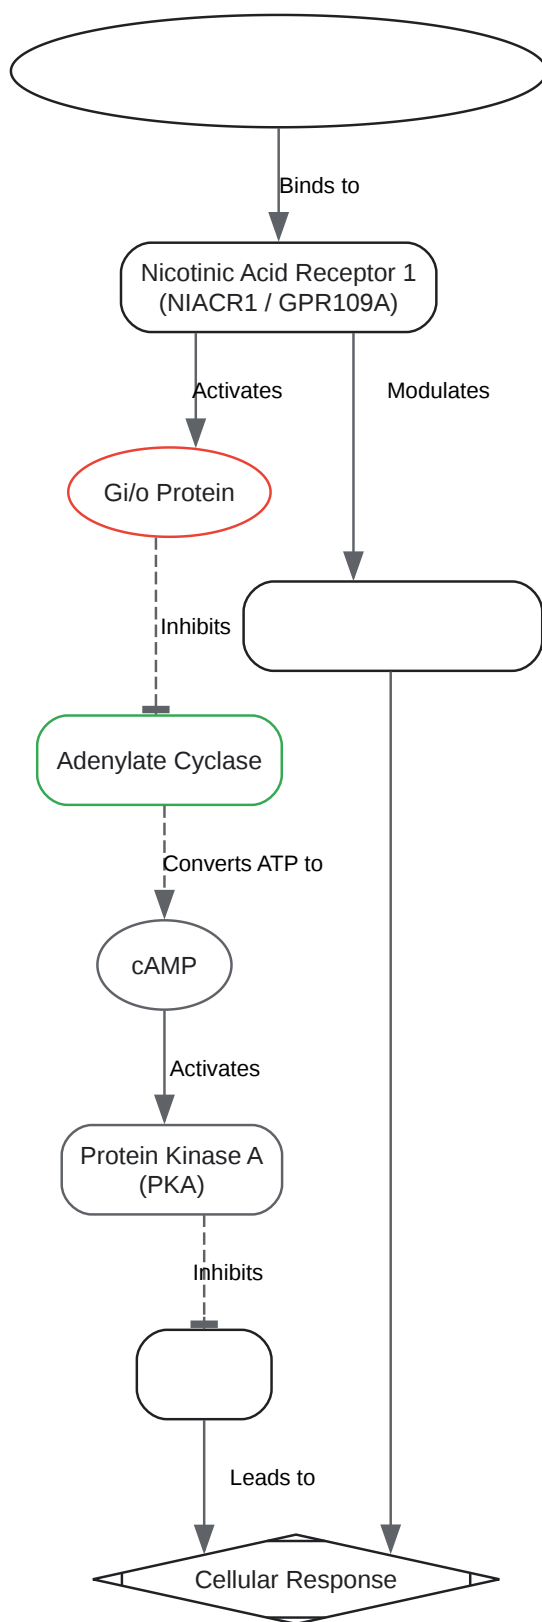 Binds to
Nicotinic Acid Receptor 1
(NIACR1 / GPR109A)
Activates
Modulates
Gi/o Protein
Inhibits
Adenylate Cyclase
Converts ATP to
cAMP
Activates
Protein Kinase A
(PKA)
Inhibits
Leads to
Cellular Response